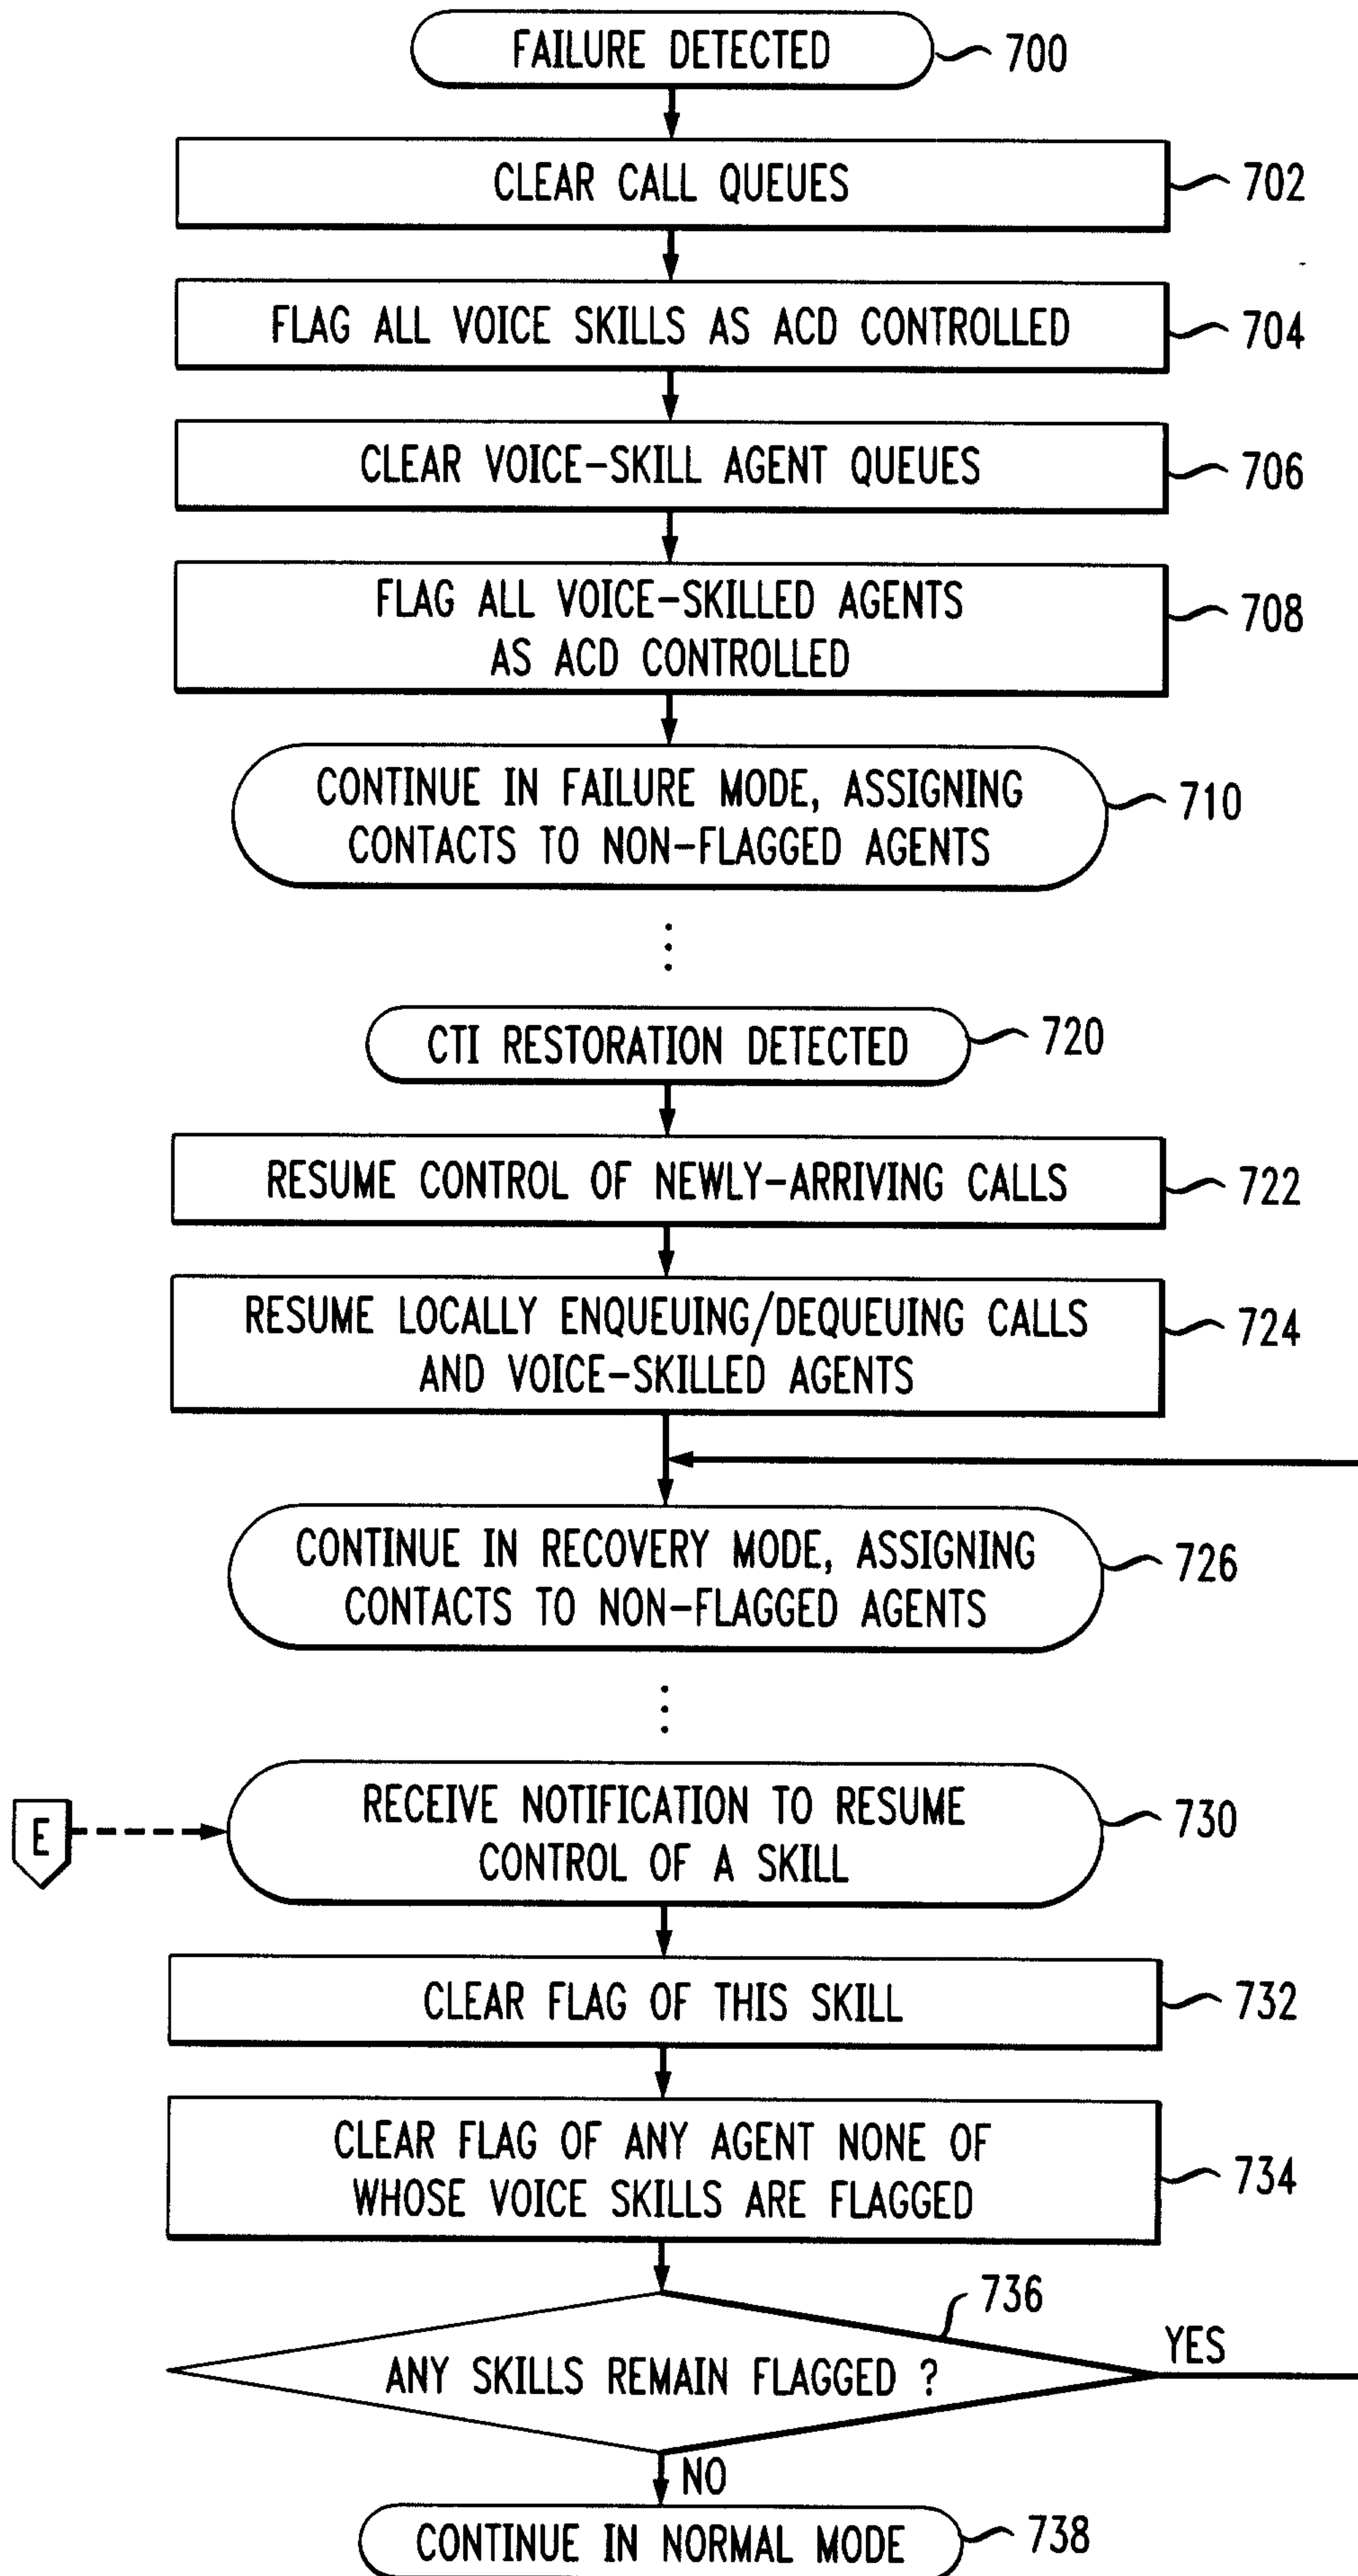 FAILURE DETECTED
700
CLEAR CALL QUEUES
702
FLAG ALL VOICE SKILLS AS ACD CONTROLLED
704
CLEAR VOICE-SKILL AGENT QUEUES
706
FLAG ALL VOICE-SKILLED AGENTS
AS ACD CONTROLLED
708
CONTINUE IN FAILURE MODE, ASSIGNING
CONTACTS TO NON-FLAGGED AGENTS
710
CTI RESTORATION DETECTED
720
RESUME CONTROL OF NEWLY-ARRIVING CALLS
722
RESUME LOCALLY ENQUEUING/DEQUEUING CALLS
AND VOICE-SKILLED AGENTS
724
CONTINUE IN RECOVERY MODE, ASSIGNING
CONTACTS TO NON-FLAGGED AGENTS
726
E
RECEIVE NOTIFICATION TO RESUME
CONTROL OF A SKILL
730
CLEAR FLAG OF THIS SKILL
732
CLEAR FLAG OF ANY AGENT NONE OF
WHOSE VOICE SKILLS ARE FLAGGED
734
736
ANY SKILLS REMAIN FLAGGED ?
YES
NO
CONTINUE IN NORMAL MODE
738